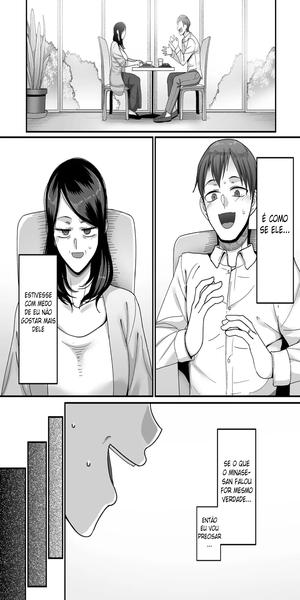 É COMO
SE ELE...
ESTIVESSE
COM MEDO
DE EU NÃO
GOSTAR MAIS
DELE
SE O QUE
O MINASE-
SAN FALOU
FOR MESMO
VERDADE...
ENTÃO
EU VOU
PRECISAR
...